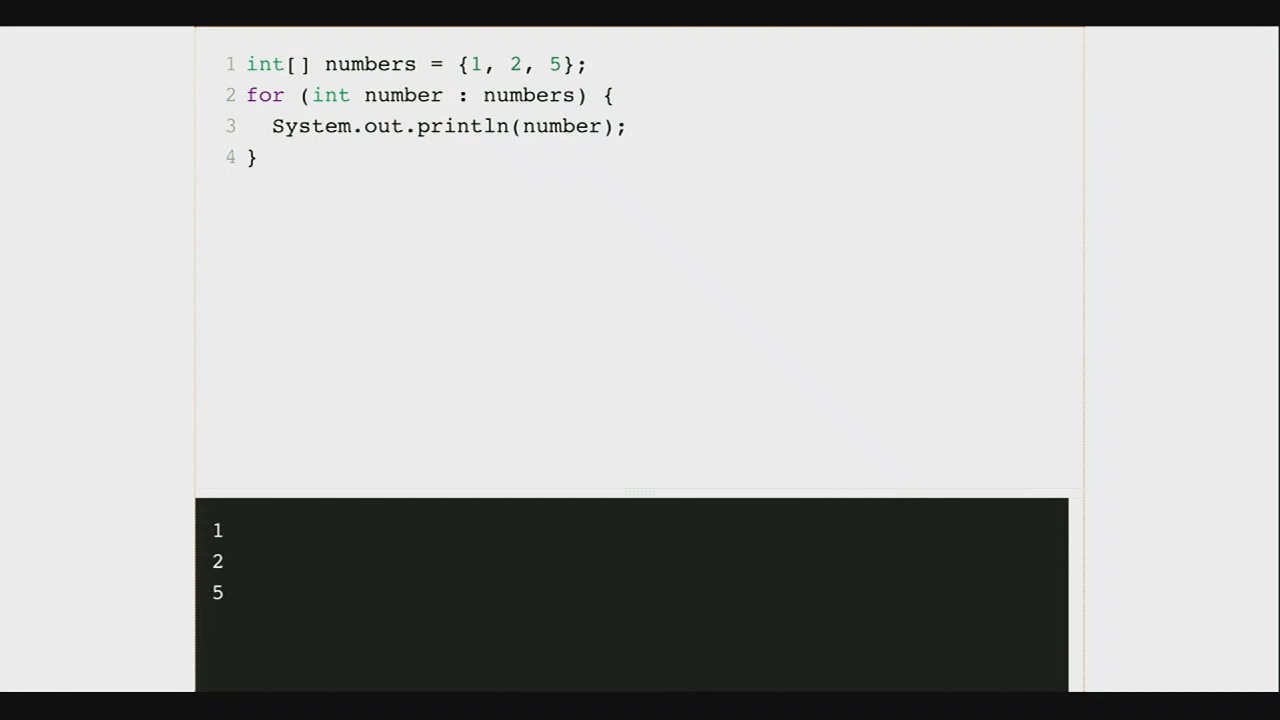 1 int[] numbers = {1, 2, 5};
2 for (int number : numbers) {
3   System.out.println(number);
4 }
1
2
5